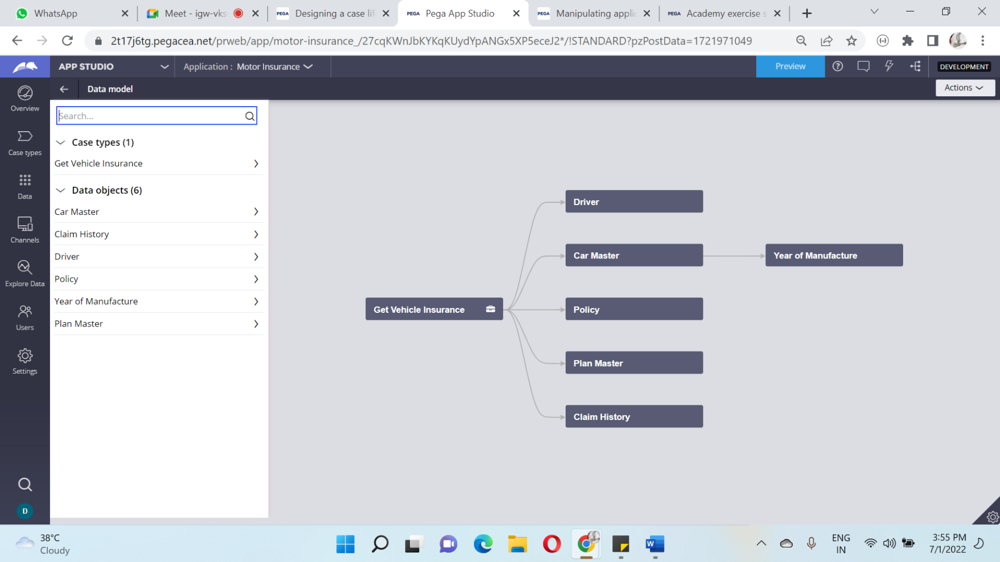 WhatsApp
Meet - igw-vks
PEGA Designing a case lif
PEGA Pega App Studio
PEGA Manipulating applic
PEGA Academy exercise s
2t17j6tg.pegacea.net/prweb/app/motor-insurance_/27cqKWnJbKYKqKUydYpANGx5XP5eceJ2*/!STANDARD?pzPostData=1721971049
APP STUDIO
Application : Motor Insurance
Preview
DEVELOPMENT
Data model
Actions
Overview
Case types
Data
Channels
Explore Data
Users
Settings
D
Search...
Case types (1)
Get Vehicle Insurance
Data objects (6)
Car Master
Claim History
Driver
Policy
Year of Manufacture
Plan Master
Get Vehicle Insurance
Driver
Car Master
Year of Manufacture
Policy
Plan Master
Claim History
38°C
Cloudy
ENG
IN
3:55 PM
7/1/2022